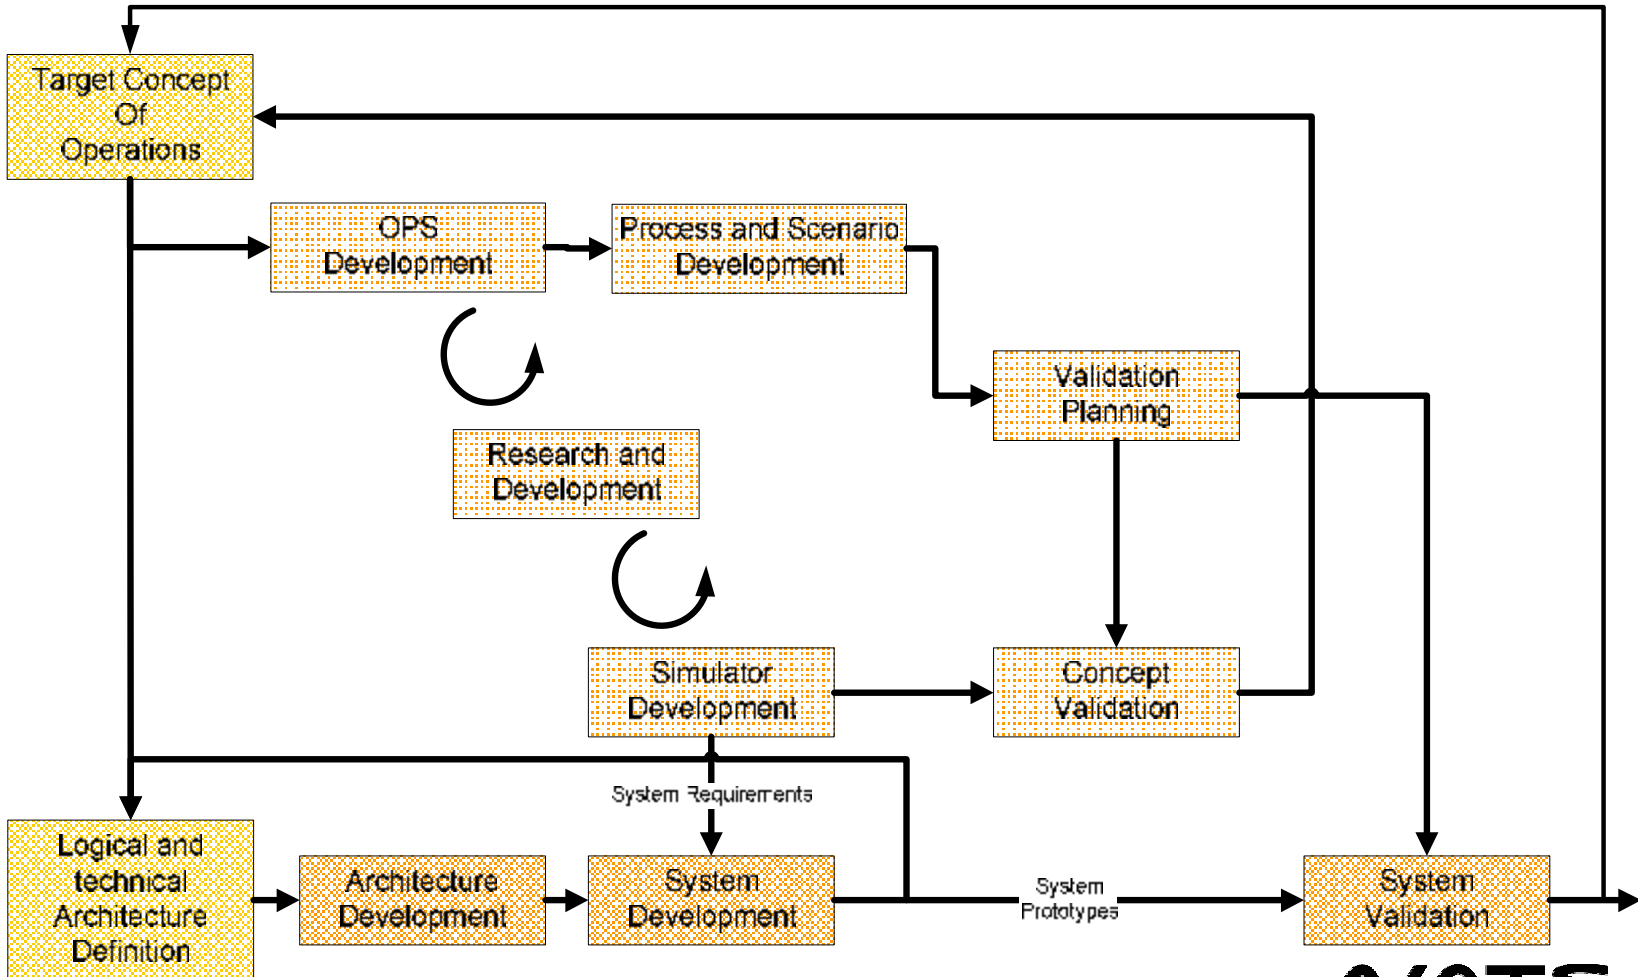 Target Concept
Of
Operations
OPS
Development
Process and Scenario
Development
Validation
Planning
Research and
Development
Simulator
Development
Concept
Validation
System Requirements
Logical and
technical
Architecture
Definition
Architecture
Development
System
Development
System
Prototypes
System
Validation